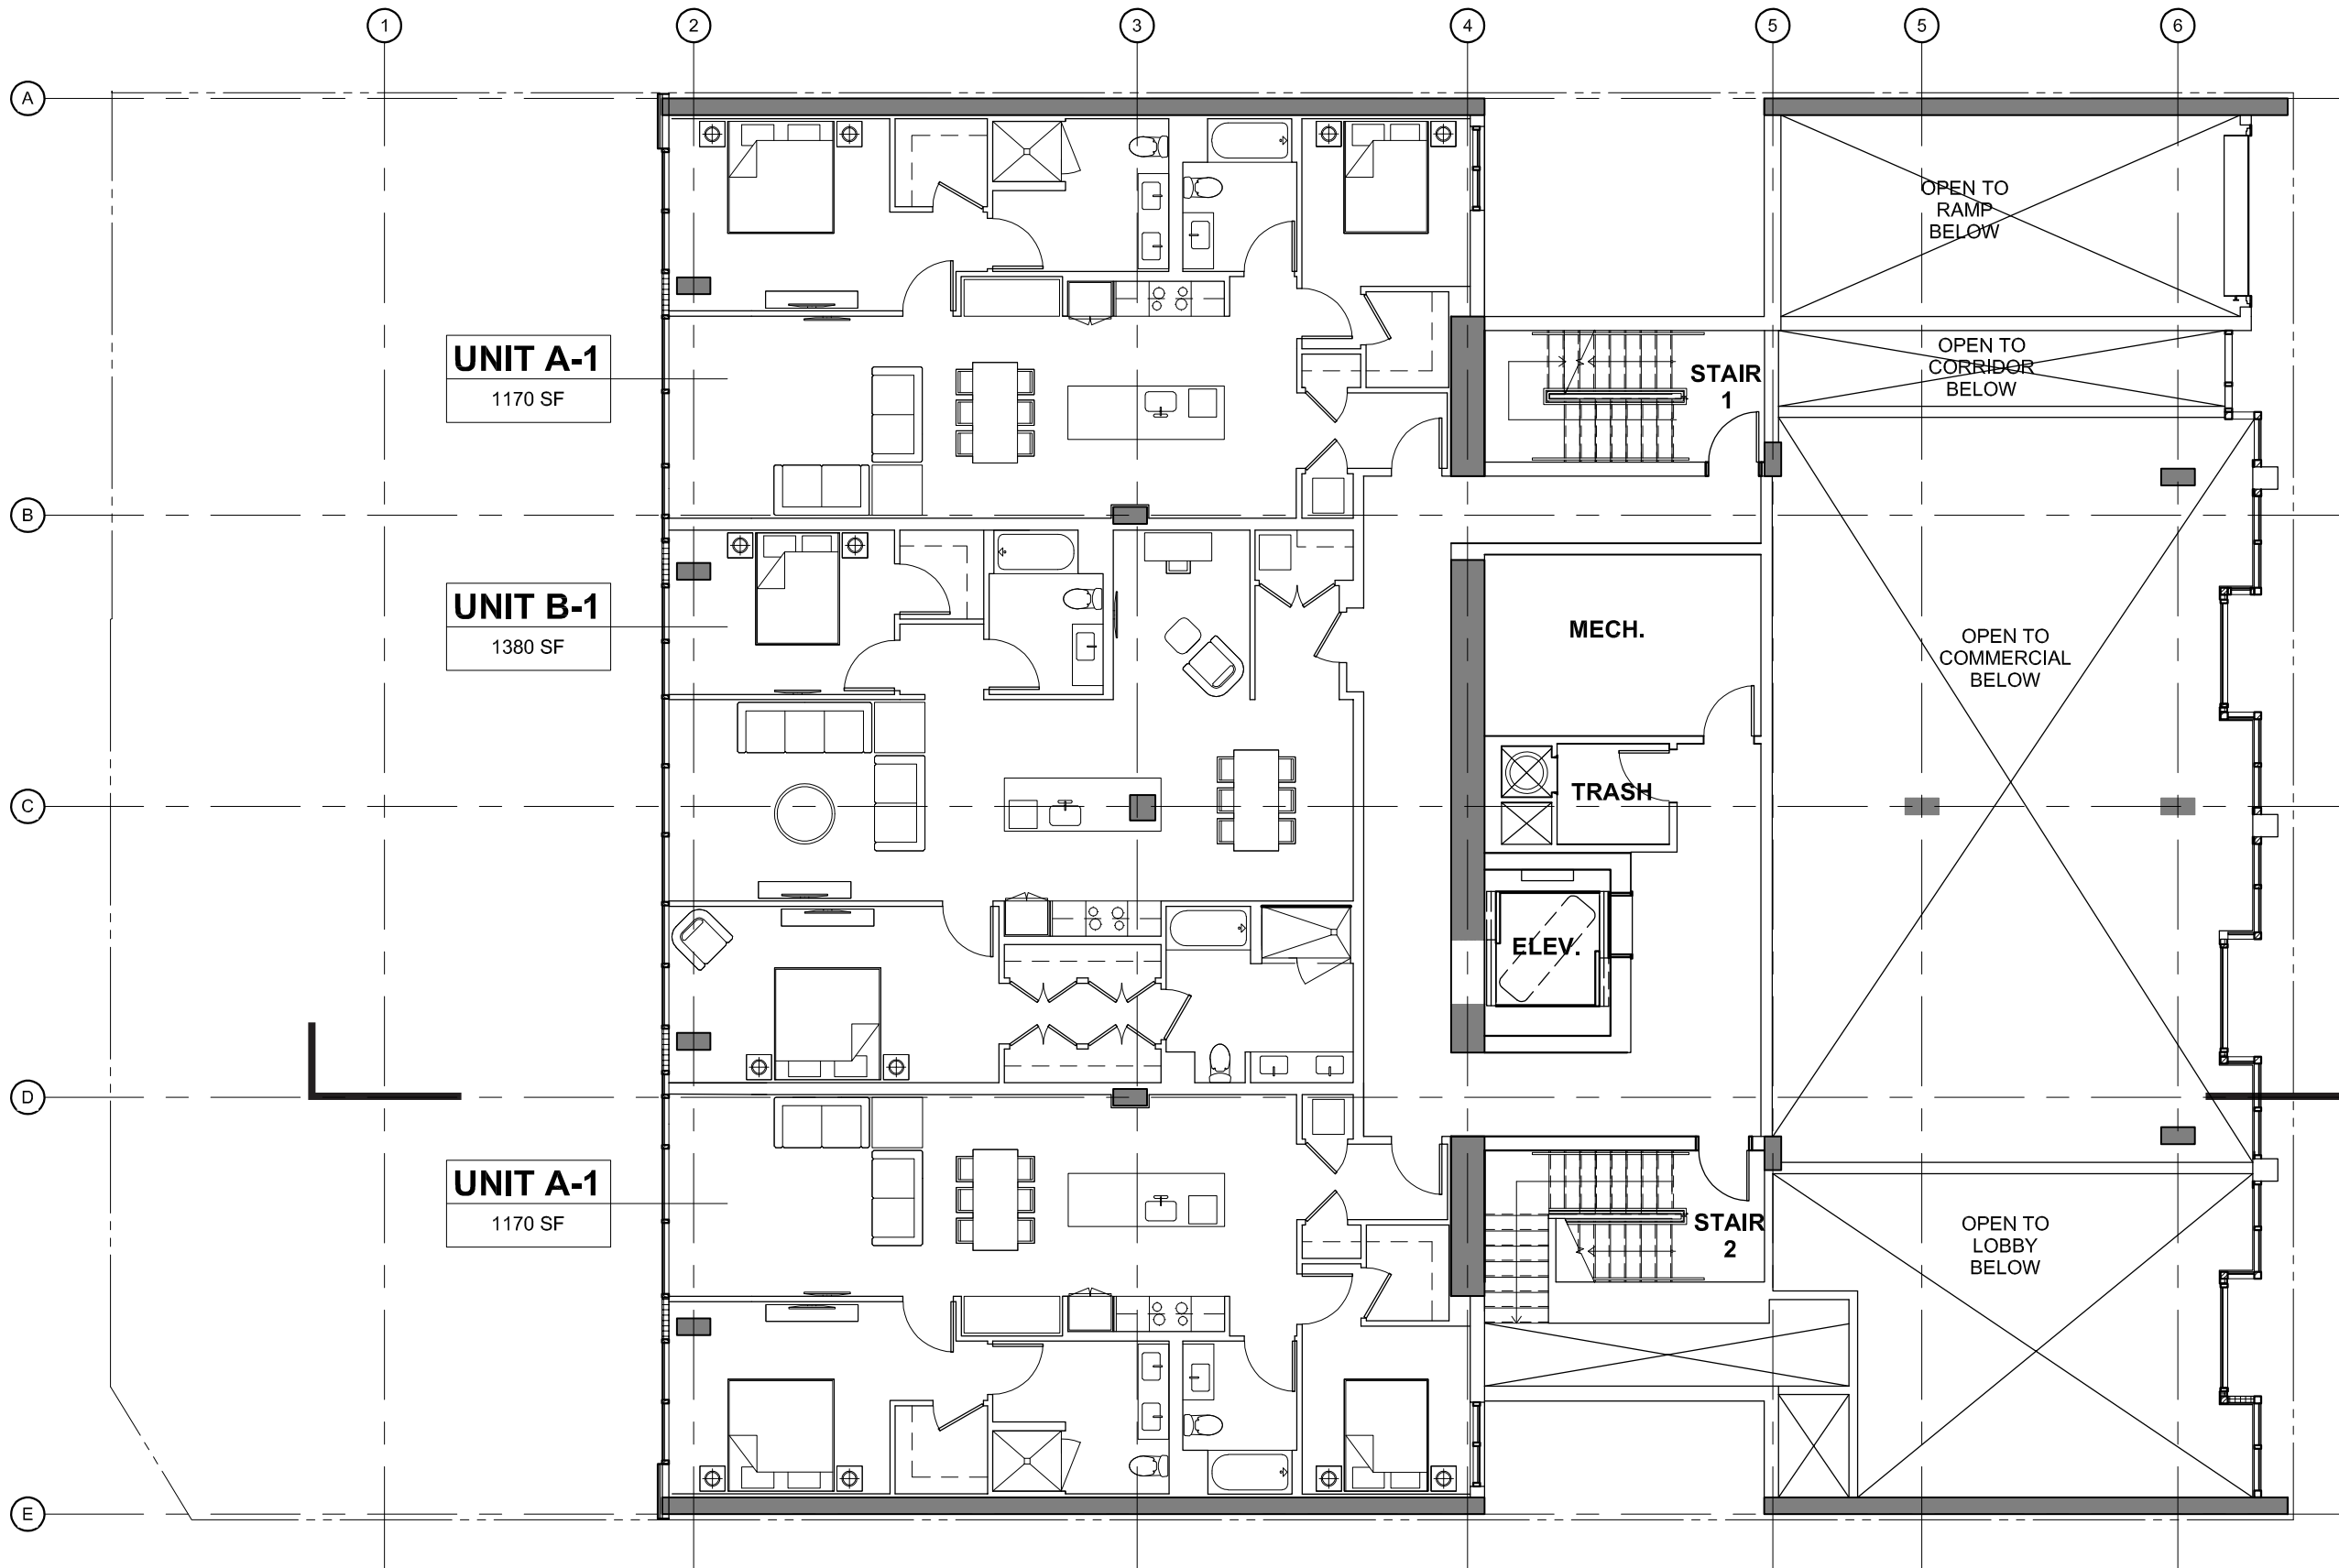 1
2
3
4
5
5
6
A
OPEN TO
RAMP
BELOW
UNIT A-1
1170 SF
STAIR
1
OPEN TO
CORRIDOR
BELOW
B
UNIT B-1
1380 SF
MECH.
OPEN TO
COMMERCIAL
BELOW
C
TRASH
ELEV.
D
UNIT A-1
1170 SF
STAIR
2
OPEN TO
LOBBY
BELOW
E